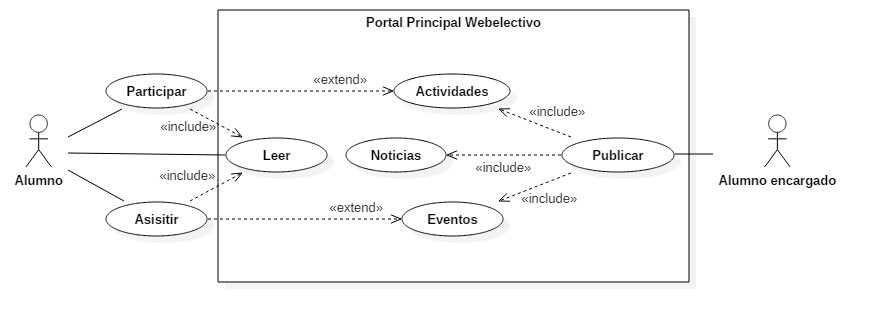 Portal Principal Webelectivo
«extend»
Participar
Actividades
«include»
«include»
Leer
Noticias
Publicar
«include»
«include»
Alumno
Alumno encargado
«include»
«extend»
Asisitir
Eventos